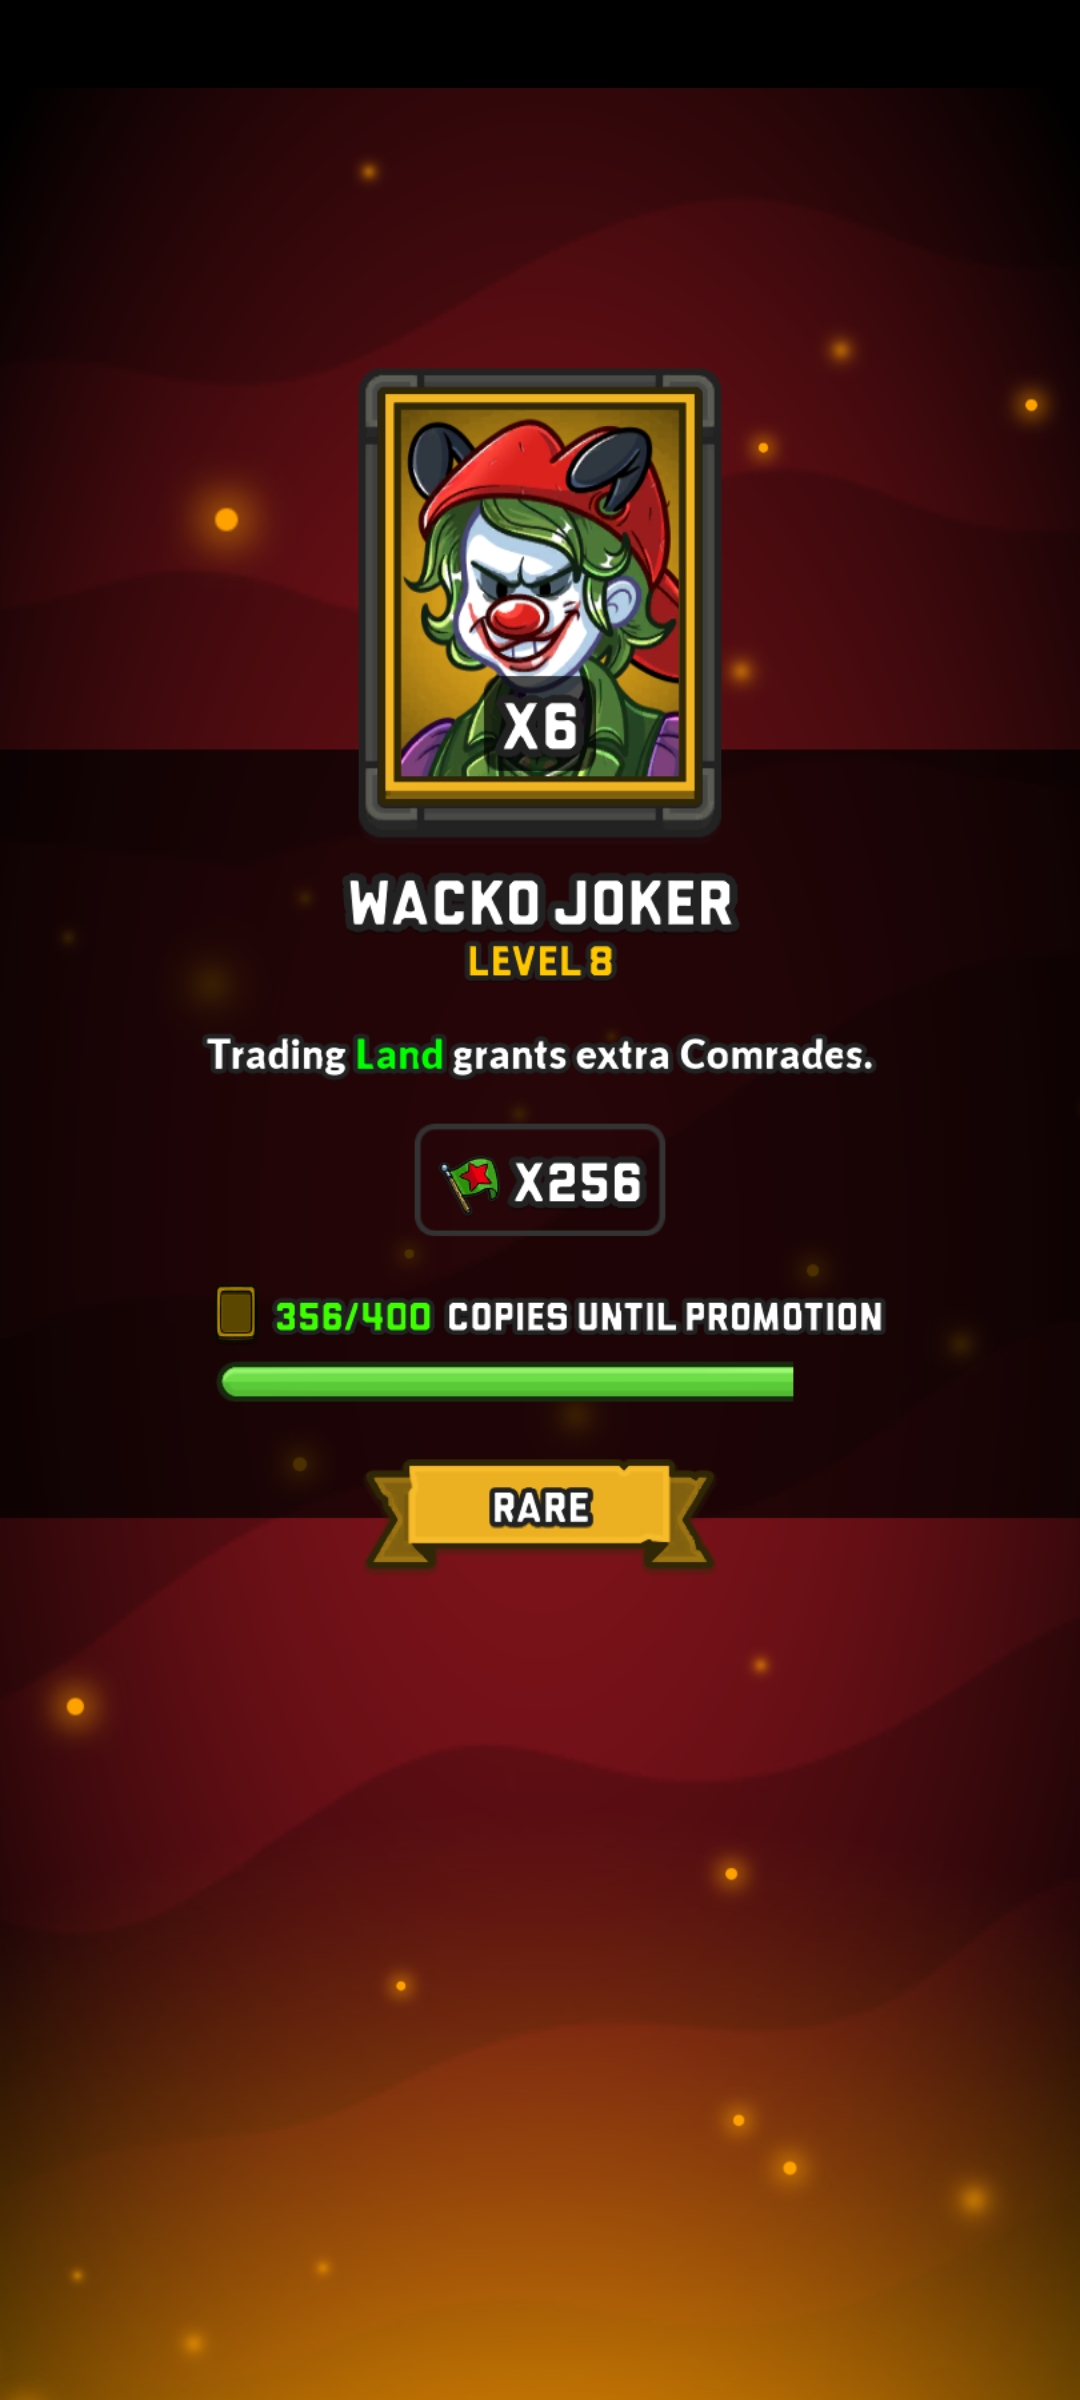 X6
WACKO JOKER
LEVEL 8
Trading Land grants extra Comrades.
X256
356/400 COPIES UNTIL PROMOTION
RARE